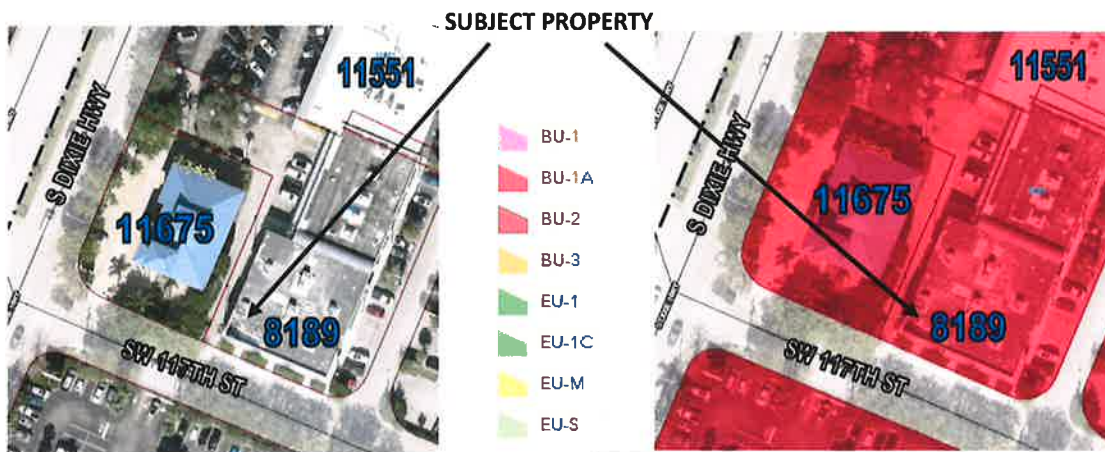 SUBJECT PROPERTY
11551
S DIXIE HWY
11675
8189
SW 117TH ST
BU-1
BU-1A
BU-2
BU-3
EU-1
EU-1C
EU-M
EU-S
11551
S DIXIE HWY
11675
8189
SW 117TH ST